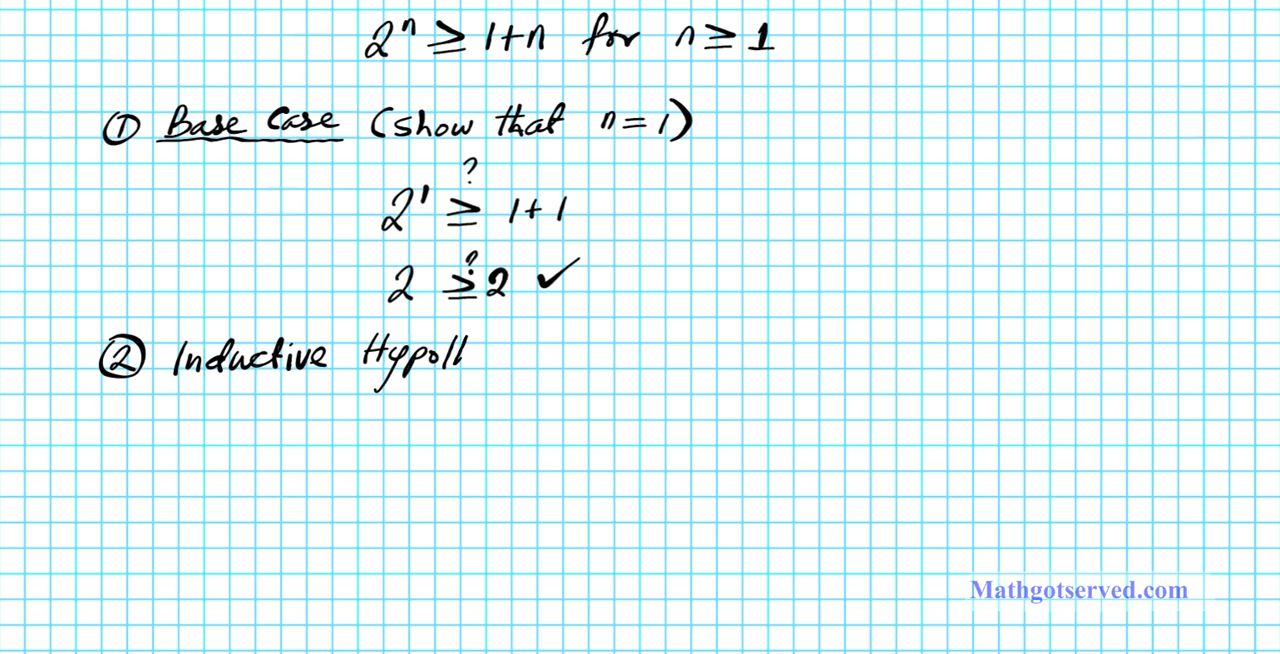 2ⁿ ≥ 1+n for n ≥ 1
① Base Case (show that n = 1)
?
2¹ ≥ 1+1
?
2 ≥ 2 ✓
② Inductive Hypoll
Mathgotserved.com